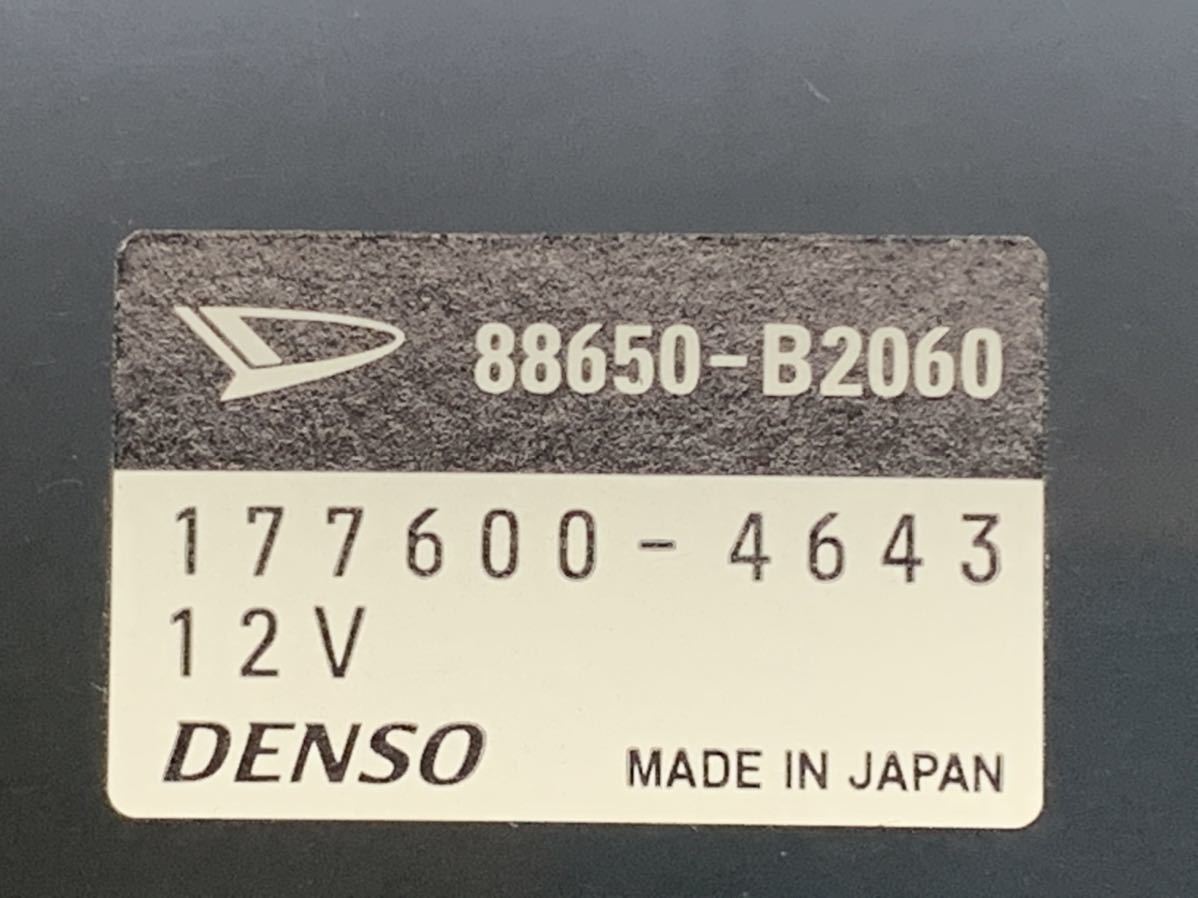 88650-B2060
177600-4643
12V
DENSO
MADE IN JAPAN